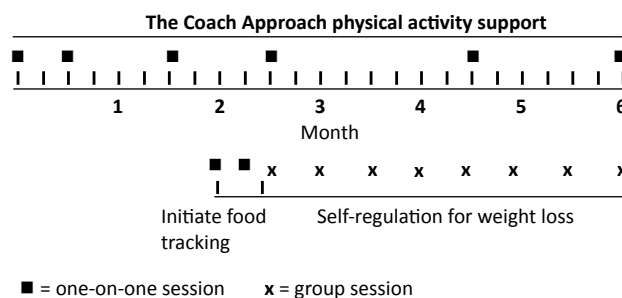 The Coach Approach physical activity support
1 2 3 4 5 6
Month
x x x x x x x x
Initiate food tracking
Self-regulation for weight loss
■ = one-on-one session x = group session